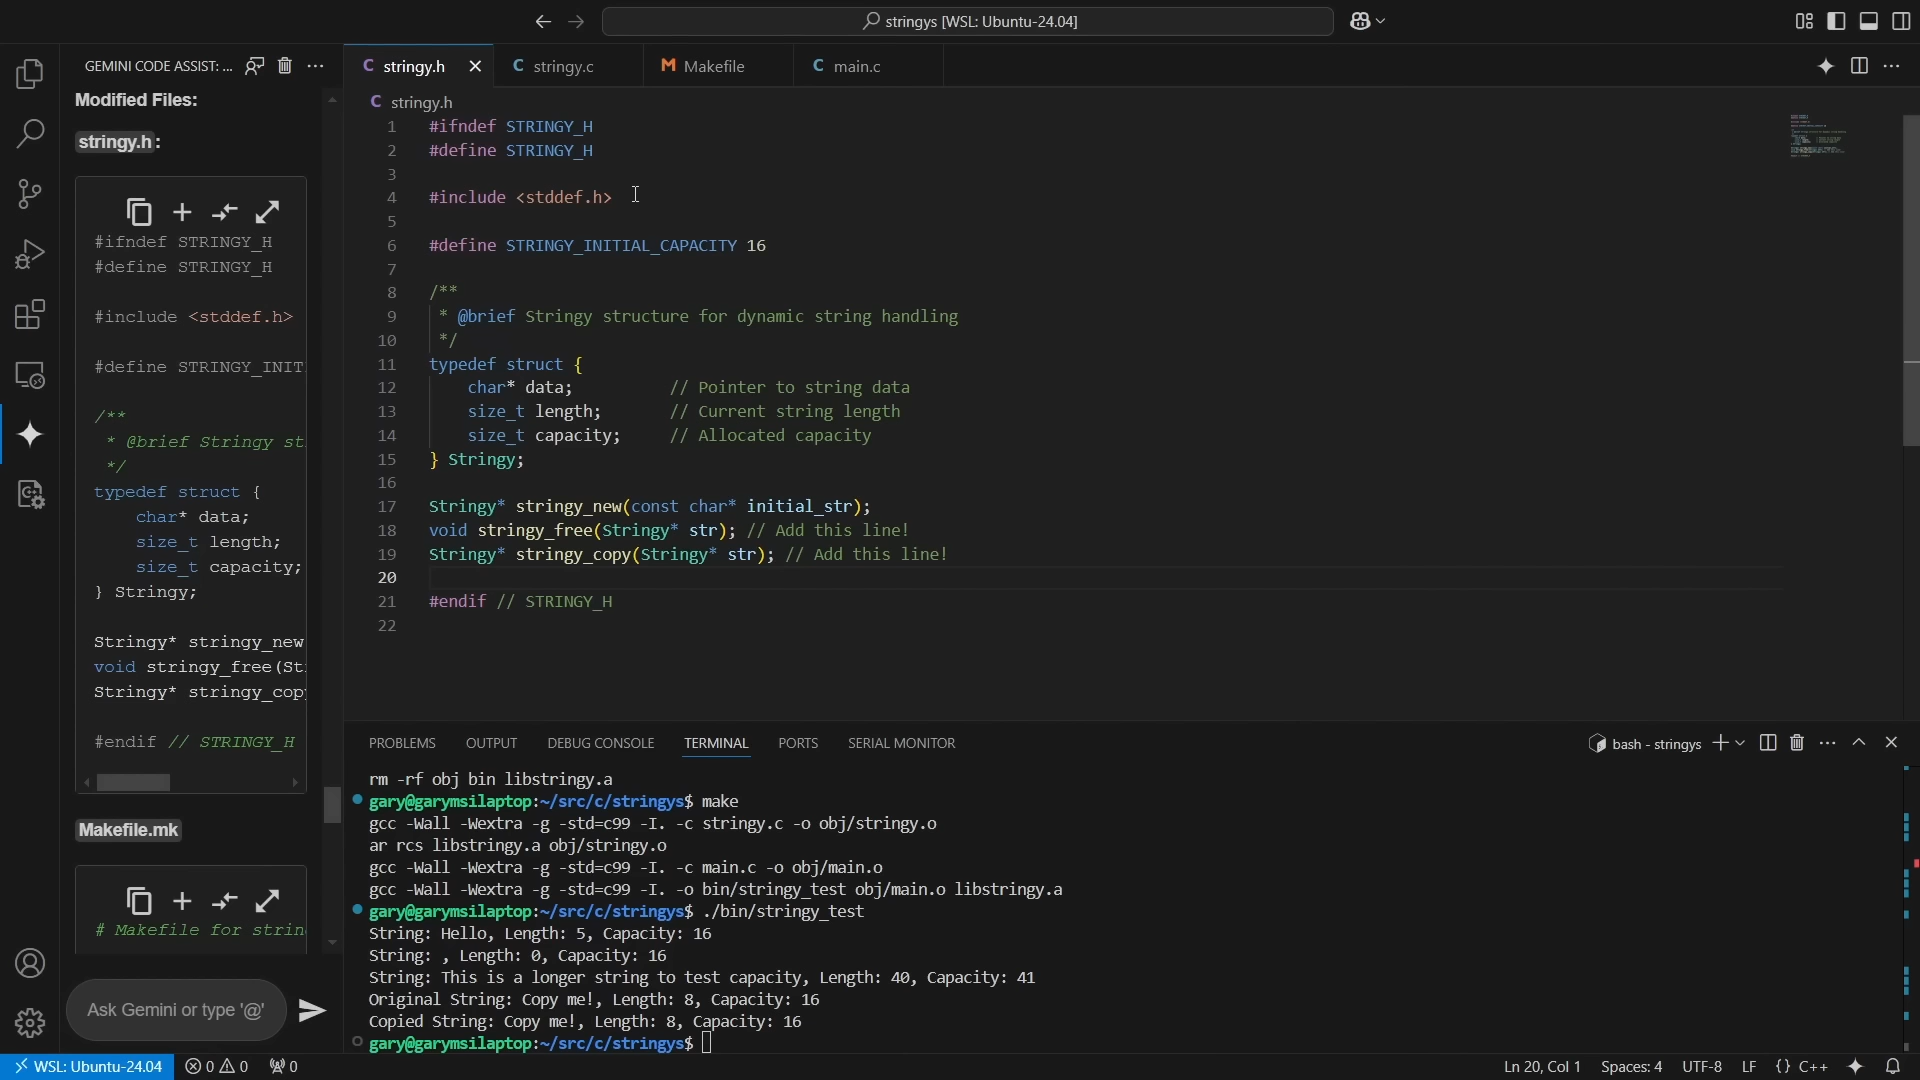 stringys [WSL: Ubuntu-24.04]
GEMINI CODE ASSIST: ...
Modified Files:
stringy.h:
#ifndef STRINGY_H
#define STRINGY_H
#include <stddef.h>
#define STRINGY_INIT
/**
* @brief Stringy st
*/
typedef struct {
char* data;
size_t length;
size_t capacity;
} Stringy;
Stringy* stringy_new
void stringy_free(St
Stringy* stringy_cop
#endif // STRINGY_H
Makefile.mk
# Makefile for strin
Ask Gemini or type '@'
C stringy.h
C stringy.c
M Makefile
C main.c
C stringy.h
1 #ifndef STRINGY_H
2 #define STRINGY_H
3
4 #include <stddef.h>
5
6 #define STRINGY_INITIAL_CAPACITY 16
7
8 /**
9 * @brief Stringy structure for dynamic string handling
10 */
11 typedef struct {
12 char* data; // Pointer to string data
13 size_t length; // Current string length
14 size_t capacity; // Allocated capacity
15 } Stringy;
16
17 Stringy* stringy_new(const char* initial_str);
18 void stringy_free(Stringy* str); // Add this line!
19 Stringy* stringy_copy(Stringy* str); // Add this line!
20
21 #endif // STRINGY_H
22
PROBLEMS OUTPUT DEBUG CONSOLE TERMINAL PORTS SERIAL MONITOR
bash - stringys
rm -rf obj bin libstringy.a
gary@garymsilaptop:~/src/c/stringys$ make
gcc -Wall -Wextra -g -std=c99 -I. -c stringy.c -o obj/stringy.o
ar rcs libstringy.a obj/stringy.o
gcc -Wall -Wextra -g -std=c99 -I. -c main.c -o obj/main.o
gcc -Wall -Wextra -g -std=c99 -I. -o bin/stringy_test obj/main.o libstringy.a
gary@garymsilaptop:~/src/c/stringys$ ./bin/stringy_test
String: Hello, Length: 5, Capacity: 16
String: , Length: 0, Capacity: 16
String: This is a longer string to test capacity, Length: 40, Capacity: 41
Original String: Copy me!, Length: 8, Capacity: 16
Copied String: Copy me!, Length: 8, Capacity: 16
gary@garymsilaptop:~/src/c/stringys$
WSL: Ubuntu-24.04 0 0 0
Ln 20, Col 1 Spaces: 4 UTF-8 LF {} C++